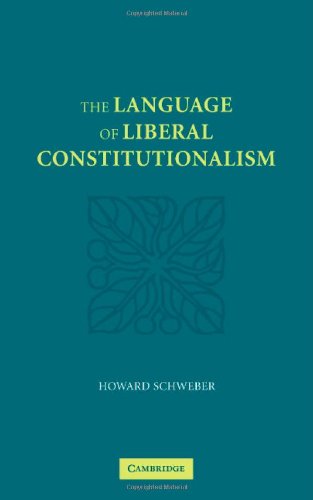 THE LANGUAGE
OF LIBERAL
CONSTITUTIONALISM
HOWARD SCHWEBER
CAMBRIDGE